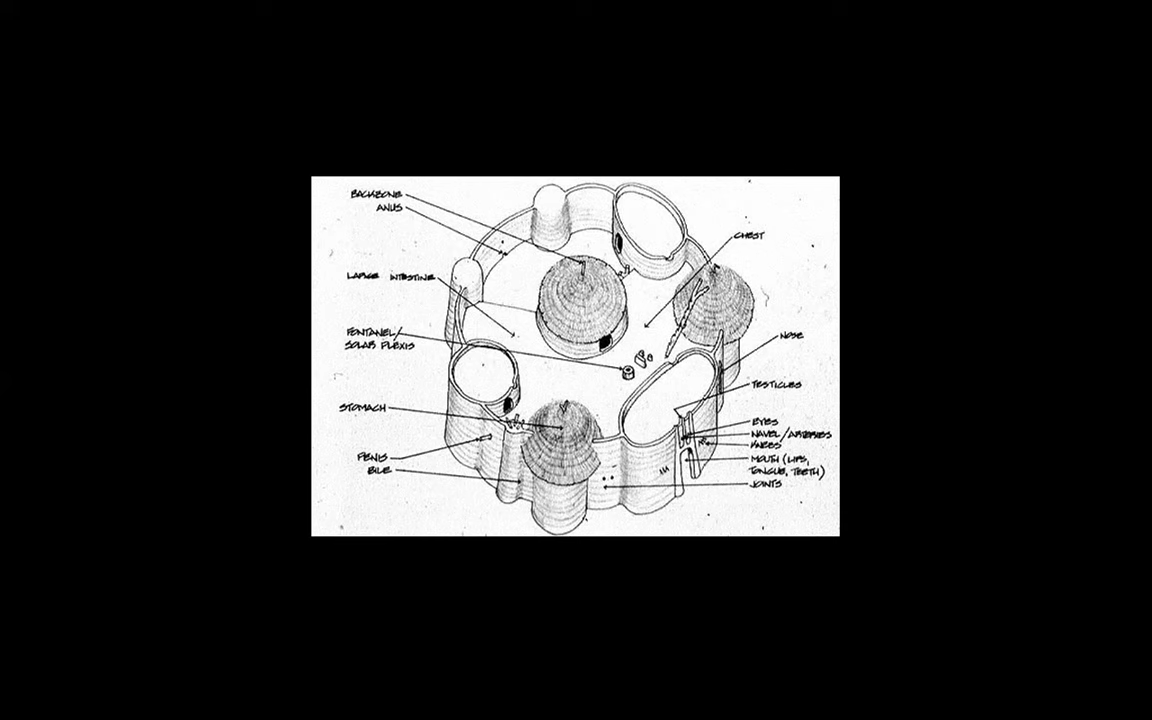 BACKBONE
ANUS
LARGE INTESTINE
FONTANEL/
SOLAR PLEXIS
STOMACH
PENIS
BILE
CHEST
NOSE
TESTICLES
EYES
NAVEL/ARTERIES
KNEES
MOUTH (LIPS,
TONGUE, TEETH)
JOINTS